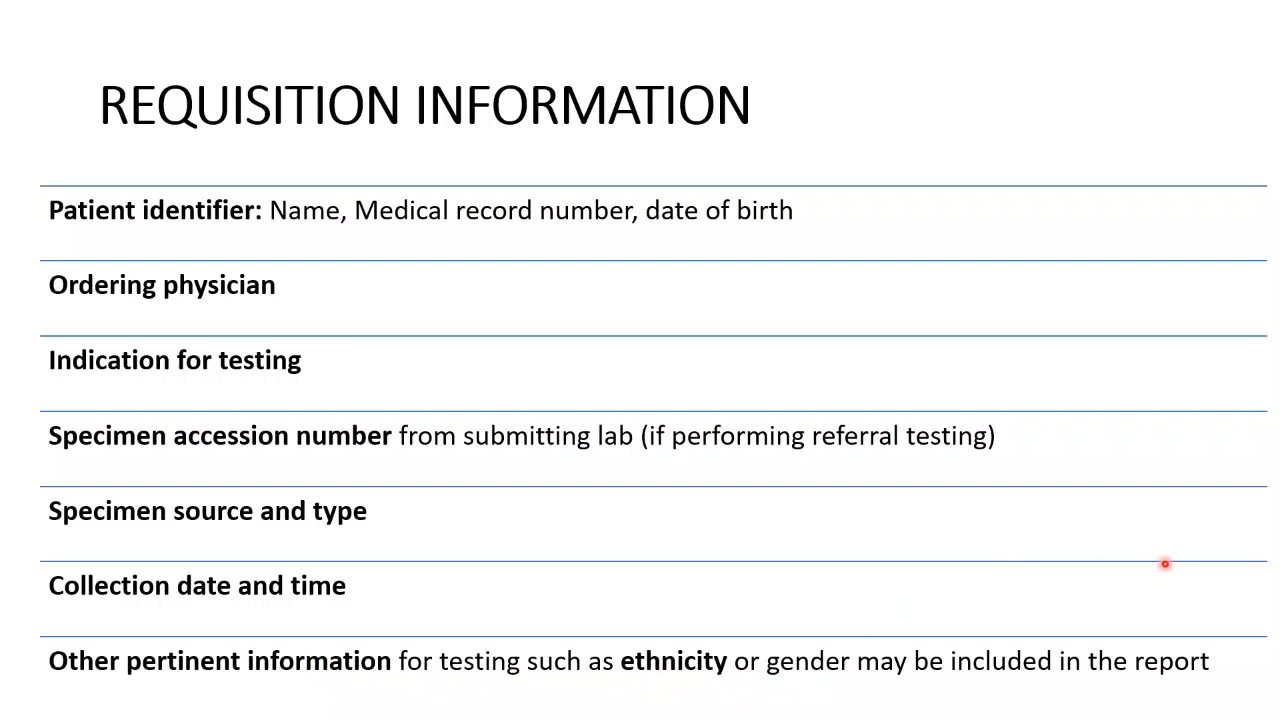 REQUISITION INFORMATION
Patient identifier: Name, Medical record number, date of birth
Ordering physician
Indication for testing
Specimen accession number from submitting lab (if performing referral testing)
Specimen source and type
Collection date and time
Other pertinent information for testing such as ethnicity or gender may be included in the report